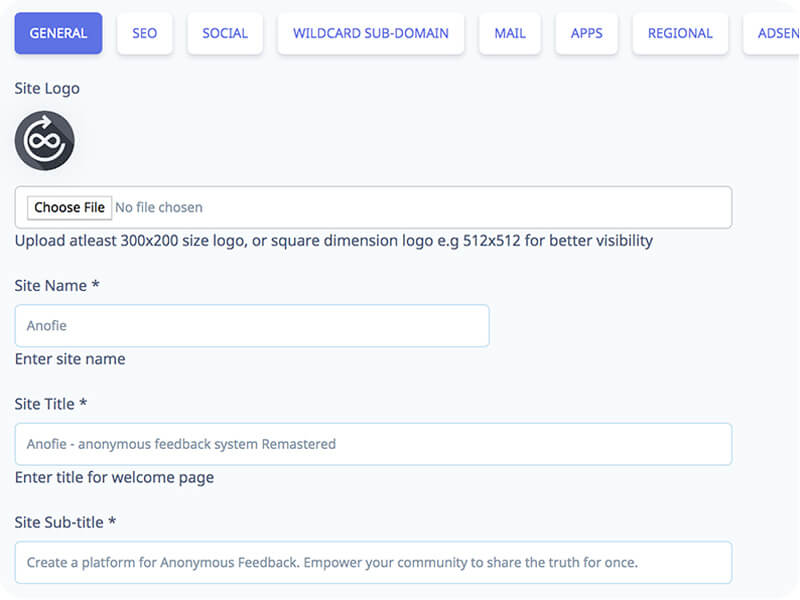 GENERAL SEO SOCIAL WILDCARD SUB-DOMAIN MAIL APPS REGIONAL ADSEN
Site Logo
Choose File No file chosen
Upload atleast 300x200 size logo, or square dimension logo e.g 512x512 for better visibility
Site Name *
Anofie
Enter site name
Site Title *
Anofie - anonymous feedback system Remastered
Enter title for welcome page
Site Sub-title *
Create a platform for Anonymous Feedback. Empower your community to share the truth for once.